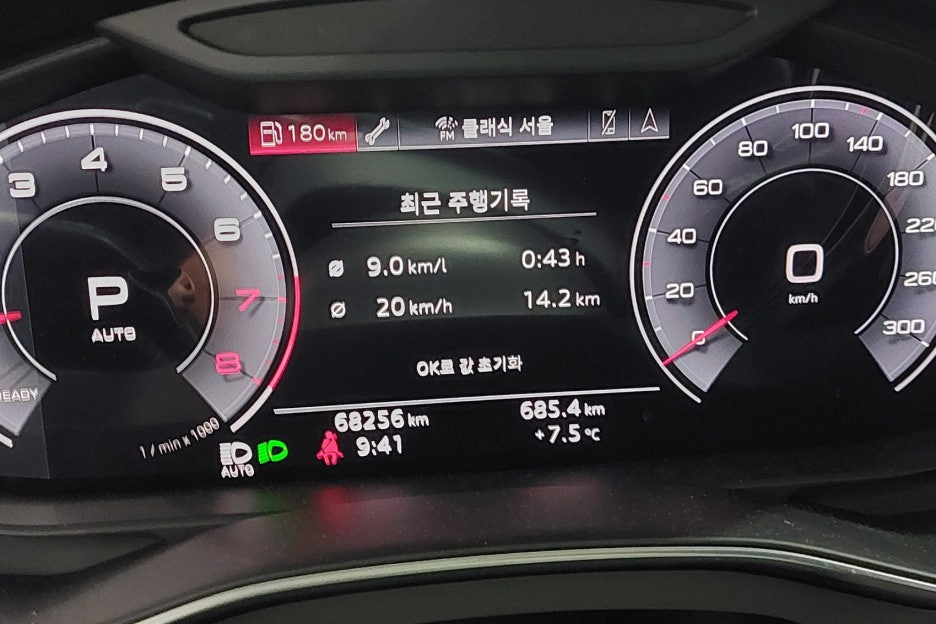 180 km
FM 클래식 서울
최근 주행기록
Ø 9.0 km/l 0:43 h
Ø 20 km/h 14.2 km
OK로 값 초기화
68256 km 685.4 km
9:41 +7.5 °C
3 4 5 6 7 8
P
AUTO
EADY
1 / min x 1000
AUTO
0 20 40 60 80 100 140 180 220 260 300
0
km/h